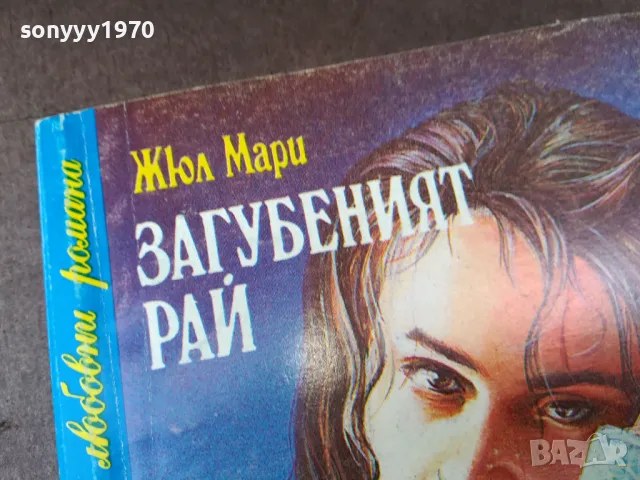 sonyyy1970
Жюл Мари
ЗАГУБЕНИЯТ
РАЙ
любовни романи
BAZAR